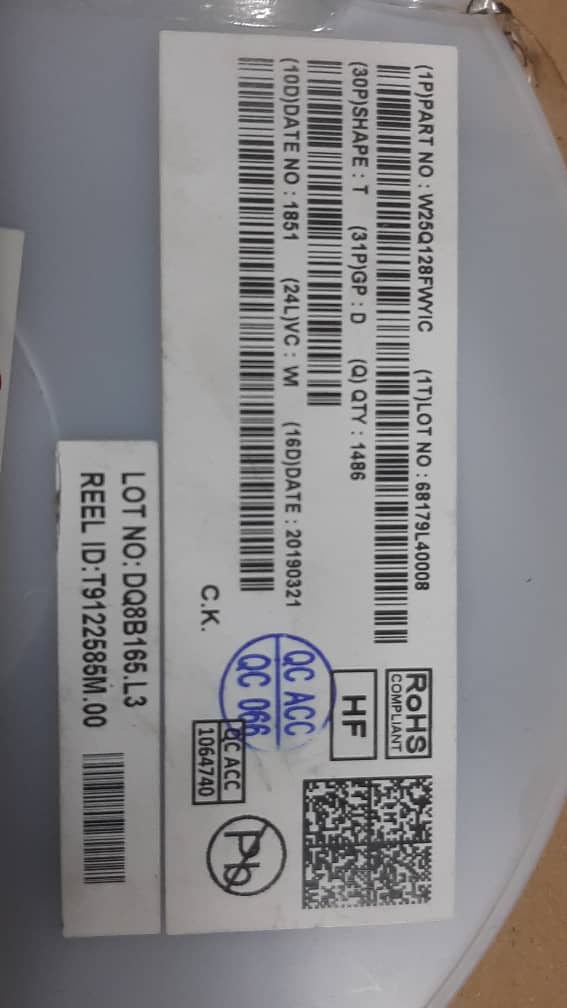 (1P)PART NO : W25Q128FWYIC (1T)LOT NO : 68179L40008
(30P)SHAPE : T (31P)GP : D (Q) QTY : 1486
(10D)DATE NO : 1851 (24L)VC : WI (16D)DATE : 20190321
C.K.
RoHS
COMPLIANT
HF
QC ACC
QC 066
QC ACC
1064740
Pb
LOT NO: DQ8B165.L3
REEL ID:T9122585M.00